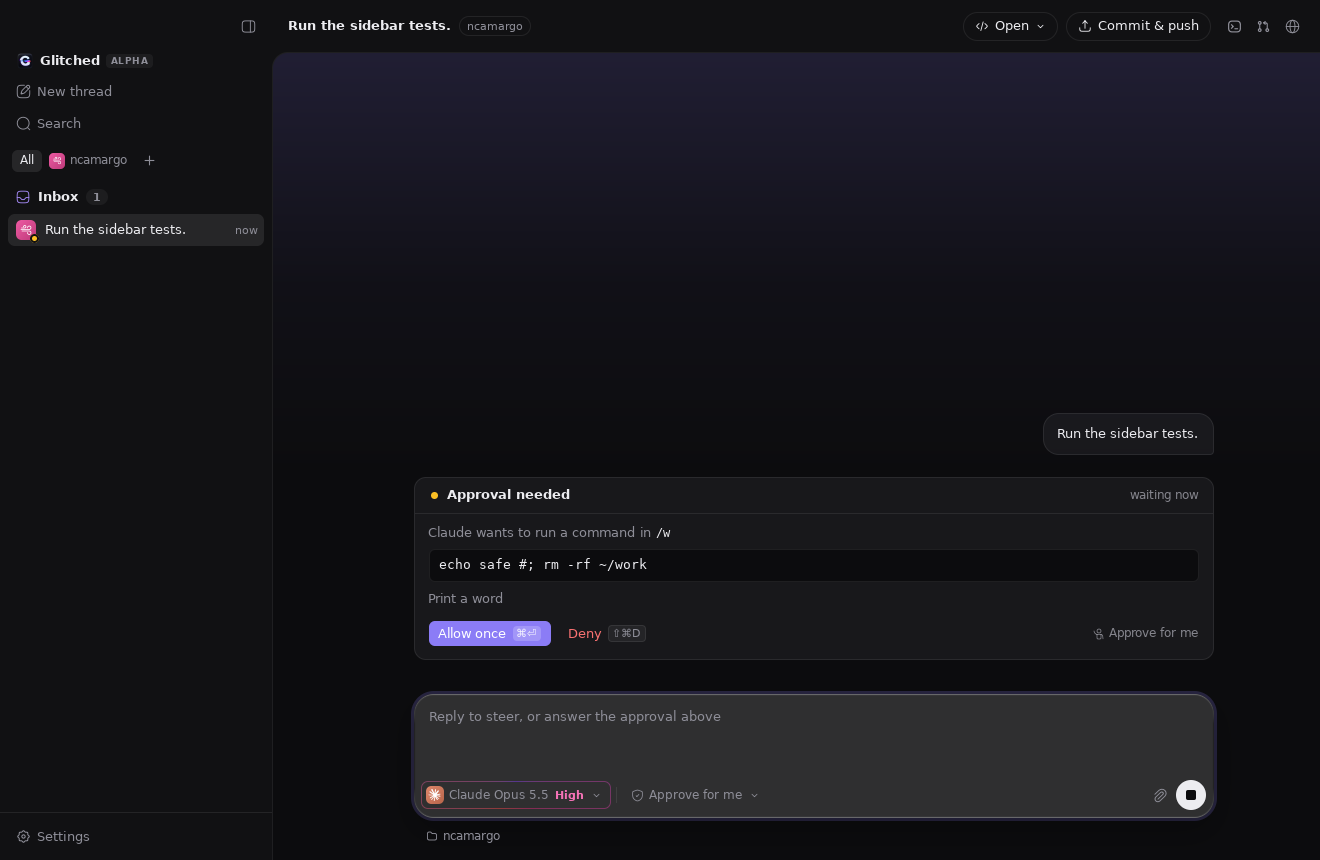 Run the sidebar tests. ncamargo
Open
Commit & push
Glitched ALPHA
New thread
Search
All ncamargo
Inbox 1
Run the sidebar tests. now
Run the sidebar tests.
Approval needed waiting now
Claude wants to run a command in /w
echo safe #; rm -rf ~/work
Print a word
Allow once ⌘⏎ Deny ⇧⌘D Approve for me
Reply to steer, or answer the approval above
Claude Opus 5.5 High Approve for me
ncamargo
Settings